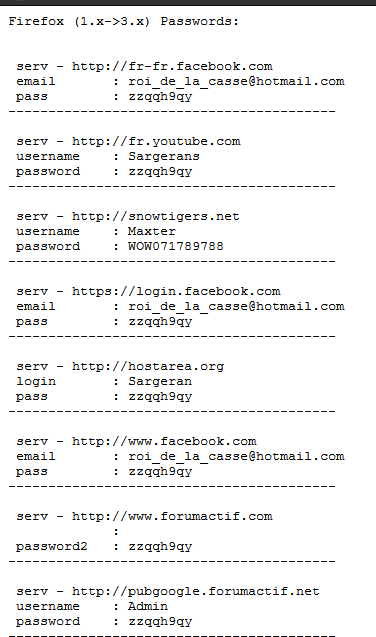 Firefox (1.x->3.x) Passwords:
serv - http://fr-fr.facebook.com
email : roi_de_la_casse@hotmail.com
pass : zzqqh9qy
-----------------------------------------
serv - http://fr.youtube.com
username : Sargerans
password : zzqqh9qy
-----------------------------------------
serv - http://snowtigers.net
username : Maxter
password : WOW071789788
-----------------------------------------
serv - https://login.facebook.com
email : roi_de_la_casse@hotmail.com
pass : zzqqh9qy
-----------------------------------------
serv - http://hostarea.org
login : Sargeran
pass : zzqqh9qy
-----------------------------------------
serv - http://www.facebook.com
email : roi_de_la_casse@hotmail.com
pass : zzqqh9qy
-----------------------------------------
serv - http://www.forumactif.com
:
password2 : zzqqh9qy
-----------------------------------------
serv - http://pubgoogle.forumactif.net
username : Admin
password : zzqqh9qy
-----------------------------------------